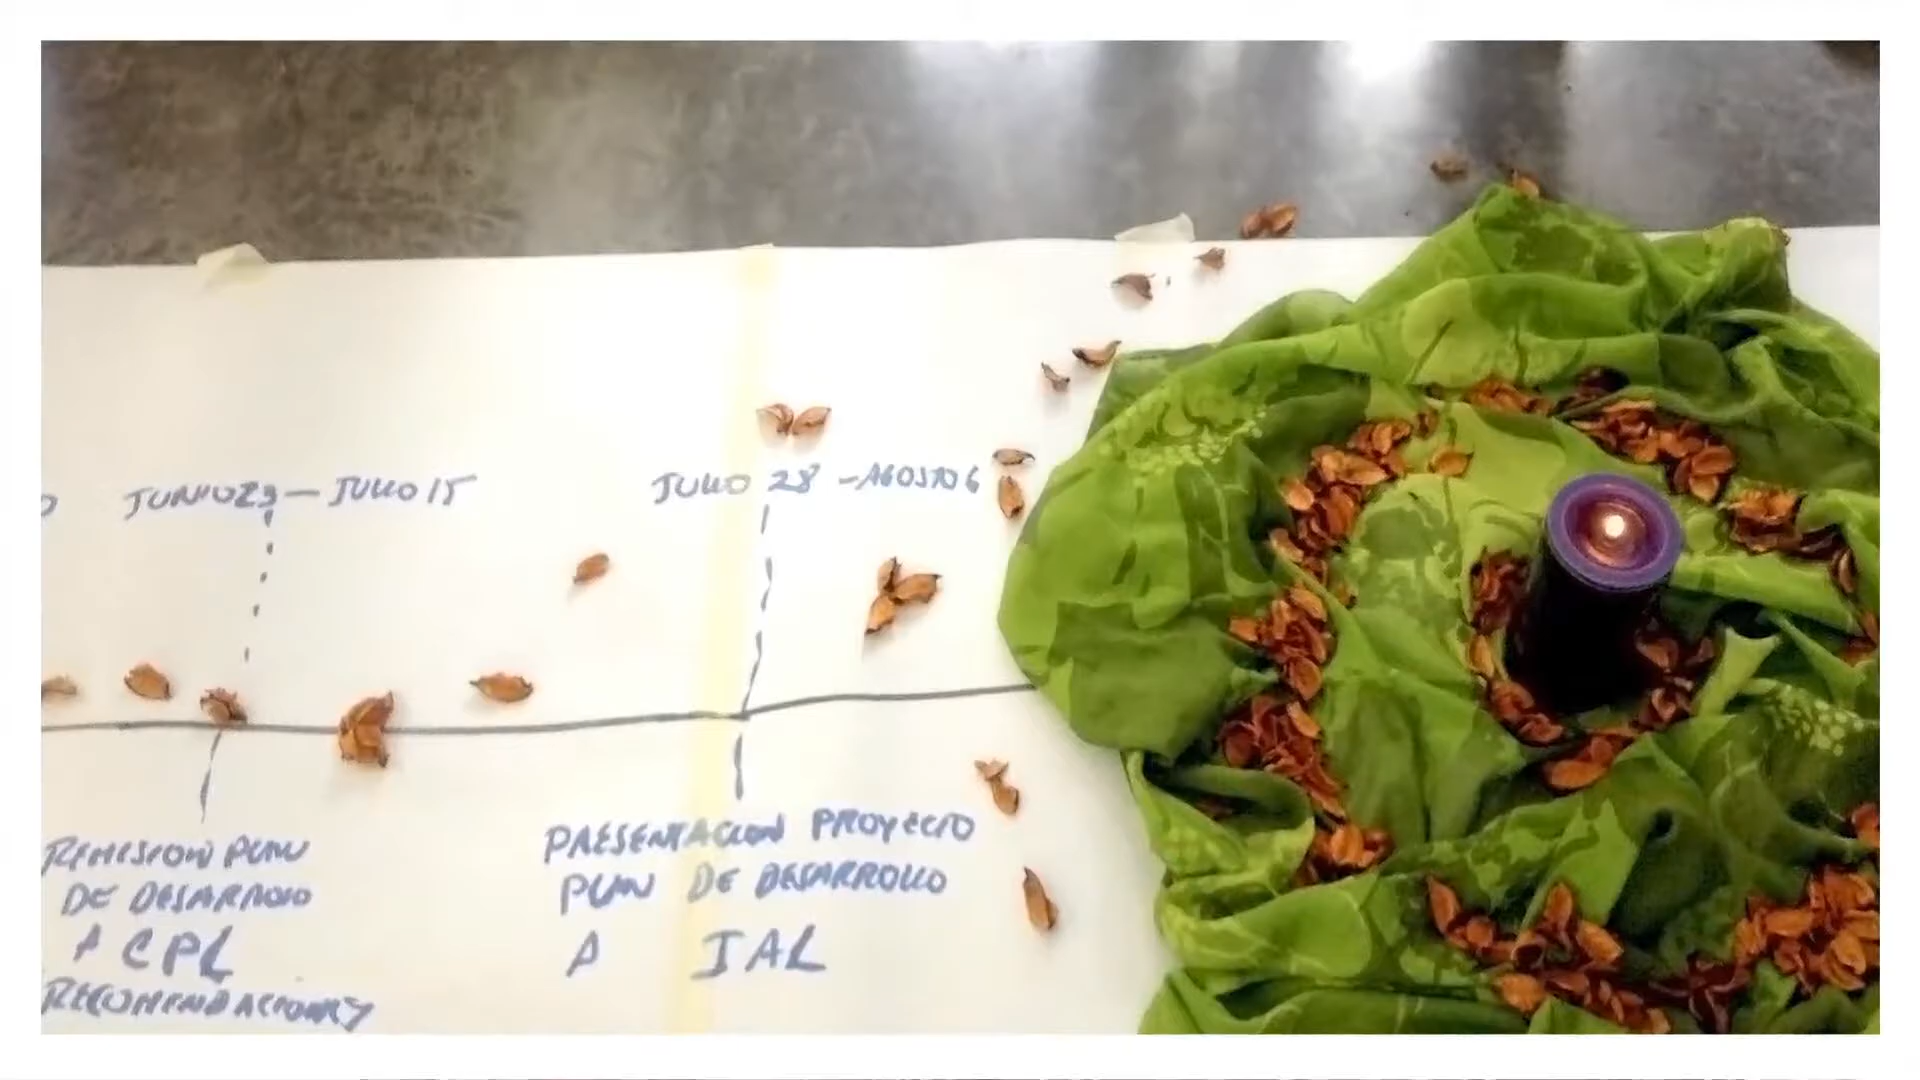 JUNIO 23 — JULIO 15
JULIO 28 - AGOSTO 6
REMISION PLAN
DE DESARROLLO
A CPL
RECOMENDACIONES
PRESENTACION PROYECTO
PLAN DE DESARROLLO
A JAL